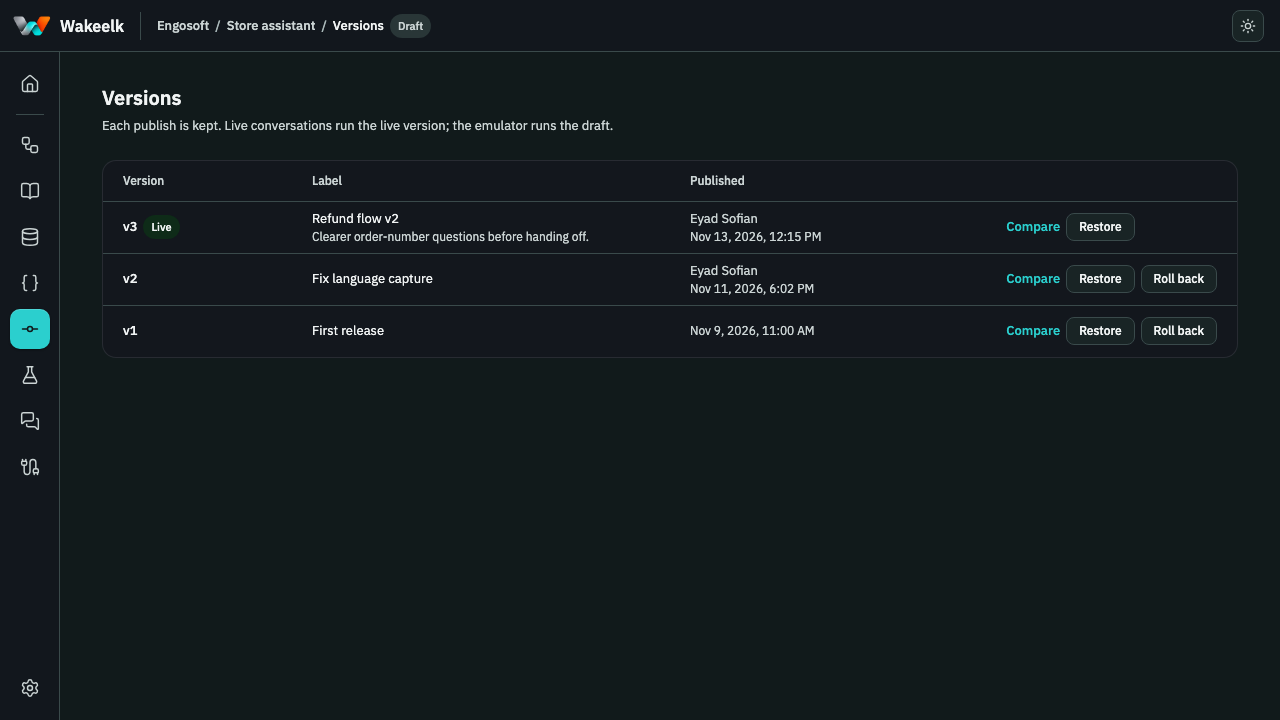 Wakeelk
Engosoft / Store assistant / Versions Draft
Versions
Each publish is kept. Live conversations run the live version; the emulator runs the draft.
Version Label Published
v3 Live Refund flow v2 Eyad Sofian Compare Restore
Clearer order-number questions before handing off. Nov 13, 2026, 12:15 PM
v2 Fix language capture Eyad Sofian Compare Restore Roll back
Nov 11, 2026, 6:02 PM
v1 First release Nov 9, 2026, 11:00 AM Compare Restore Roll back